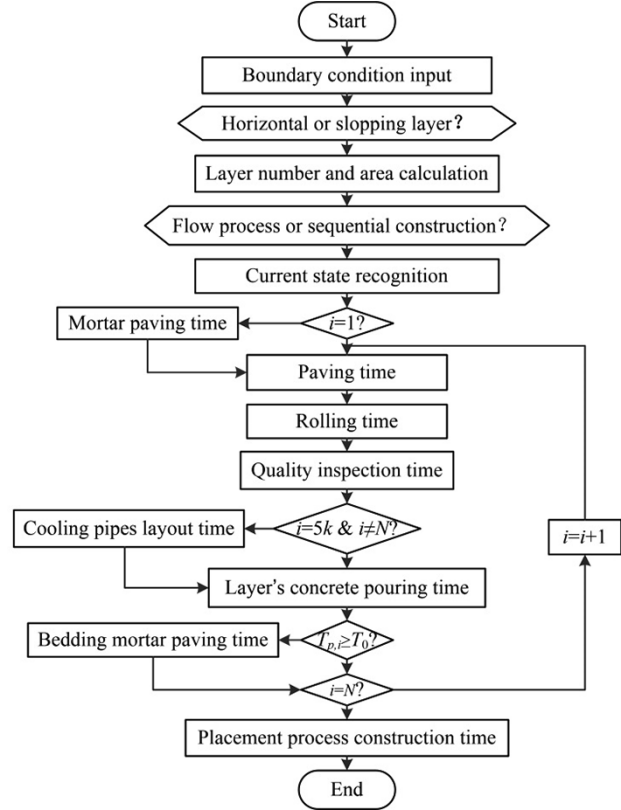 Start
Boundary condition input
Horizontal or slopping layer?
Layer number and area calculation
Flow process or sequential construction?
Current state recognition
Mortar paving time
i=1?
Paving time
Rolling time
Quality inspection time
Cooling pipes layout time
i=5k & i≠N?
i=i+1
Layer's concrete pouring time
Bedding mortar paving time
Tp,i≥T0?
i=N?
Placement process construction time
End